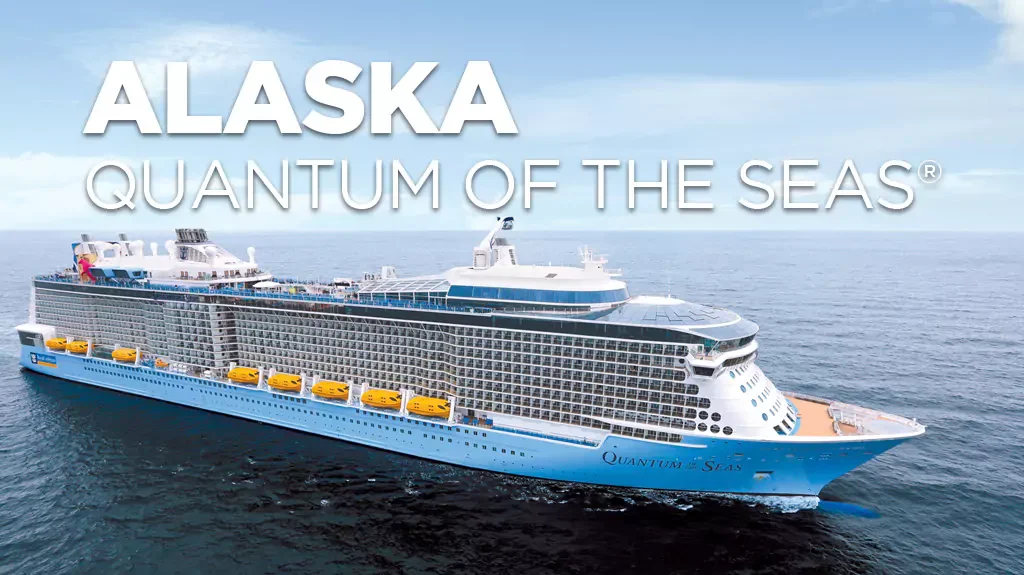 ALASKA
QUANTUM OF THE SEAS®
QUANTUM OF THE SEAS